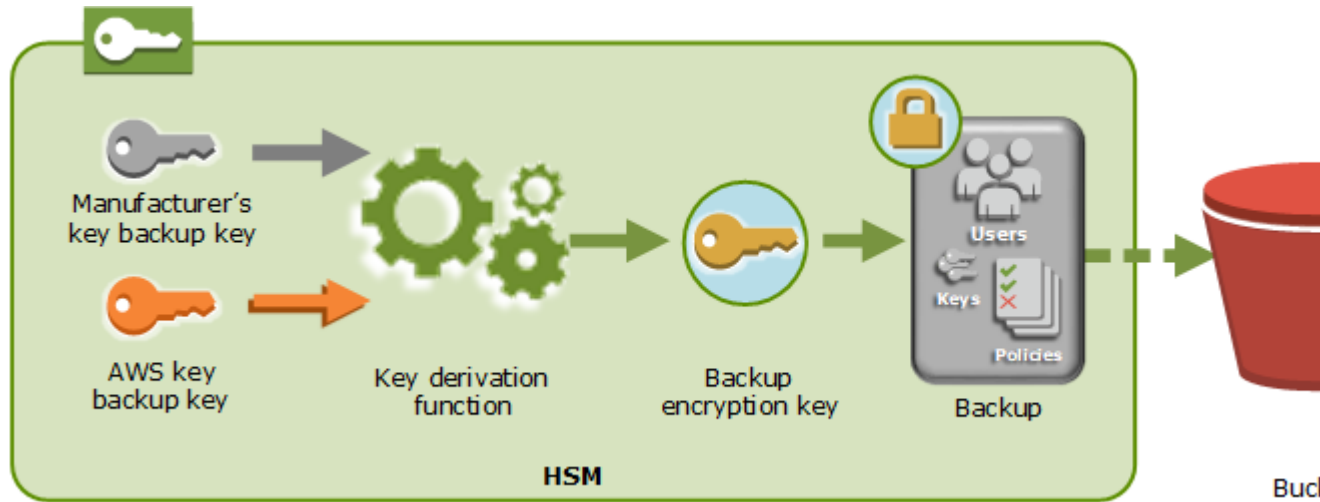 Manufacturer's
key backup key
AWS key
backup key
Key derivation
function
Backup
encryption key
Users
Keys
Policies
Backup
HSM